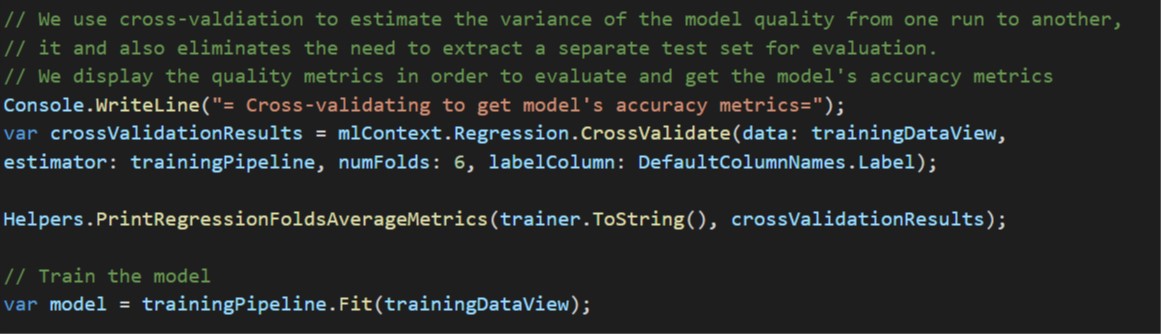 // We use cross-valdiation to estimate the variance of the model quality from one run to another,
// it and also eliminates the need to extract a separate test set for evaluation.
// We display the quality metrics in order to evaluate and get the model's accuracy metrics
Console.WriteLine("= Cross-validating to get model's accuracy metrics=");
var crossValidationResults = mlContext.Regression.CrossValidate(data: trainingDataView,
estimator: trainingPipeline, numFolds: 6, labelColumn: DefaultColumnNames.Label);
Helpers.PrintRegressionFoldsAverageMetrics(trainer.ToString(), crossValidationResults);
// Train the model
var model = trainingPipeline.Fit(trainingDataView);